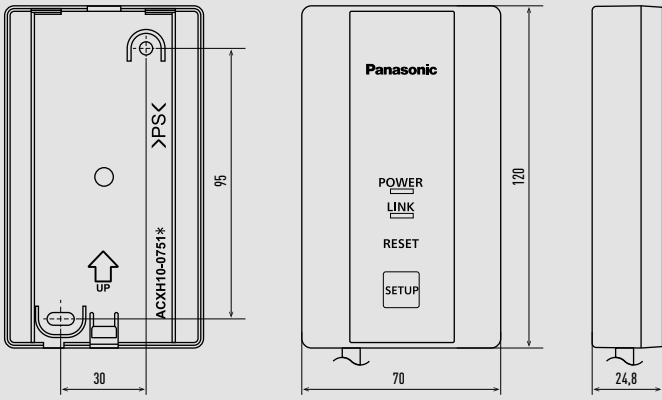 >PS<
95
UP
ACXH10-0751*
30
Panasonic
POWER
LINK
RESET
SETUP
120
70
24,8